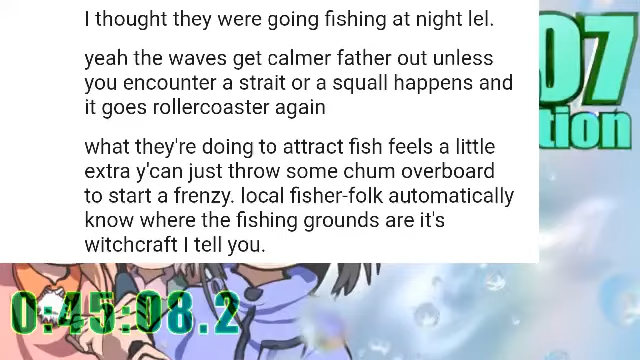 I thought they were going fishing at night lel.
yeah the waves get calmer father out unless
you encounter a strait or a squall happens and
it goes rollercoaster again
what they're doing to attract fish feels a little
extra y'can just throw some chum overboard
to start a frenzy. local fisher-folk automatically
know where the fishing grounds are it's
witchcraft I tell you.
07
tion
0:45:08.2